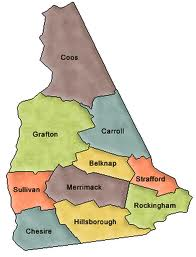 Coos
Grafton
Carroll
Belknap
Strafford
Sullivan
Merrimack
Rockingham
Hillsborough
Chesire